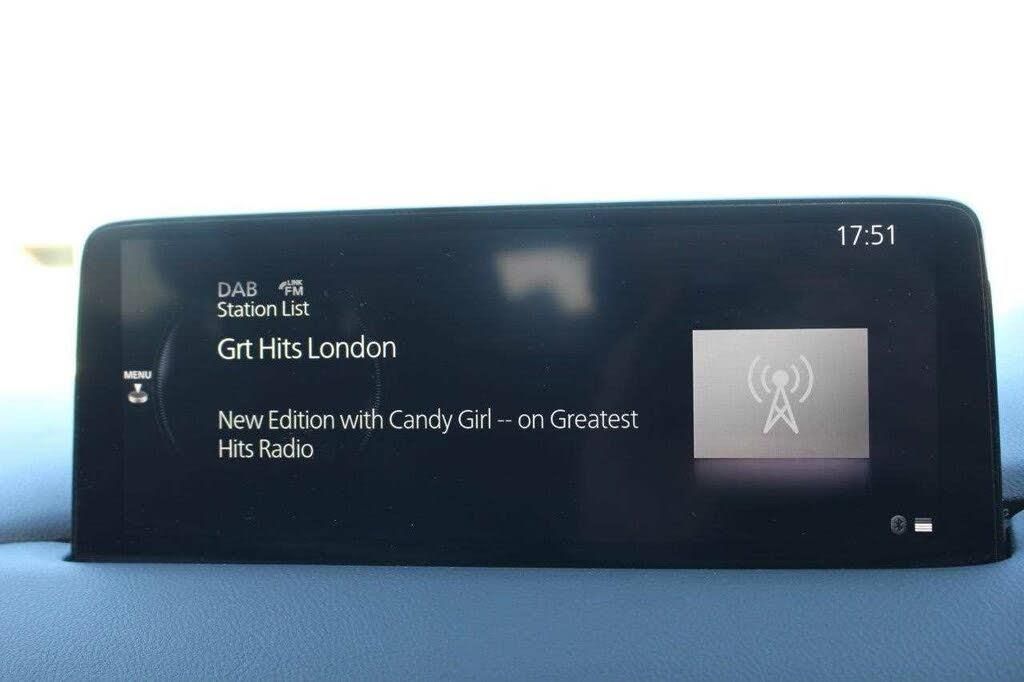 17:51
DAB LINK FM
Station List
Grt Hits London
MENU
New Edition with Candy Girl -- on Greatest
Hits Radio